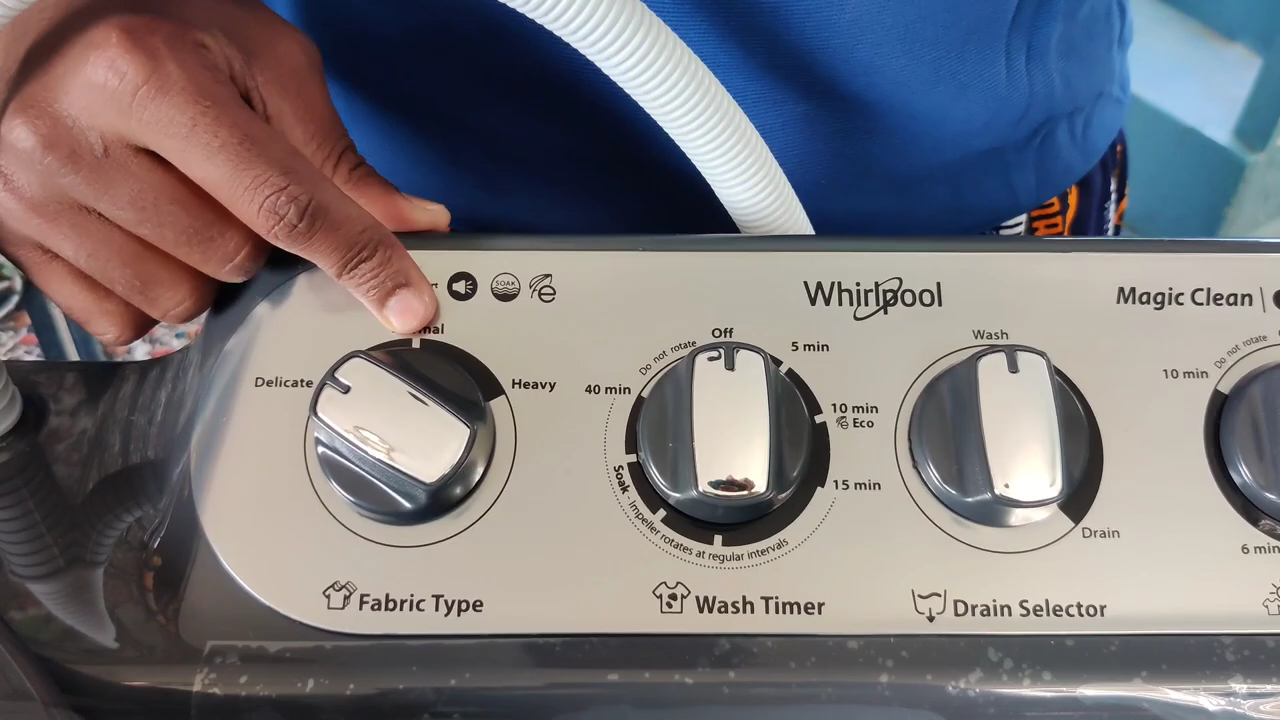 SOAK
Whirlpool
Magic Clean |
Delicate
Heavy
Do not rotate
Off
5 min
40 min
10 min
Eco
15 min
Soak - Impeller rotates at regular intervals
Wash
Drain
Do not rotate
10 min
6 min
Fabric Type
Wash Timer
Drain Selector